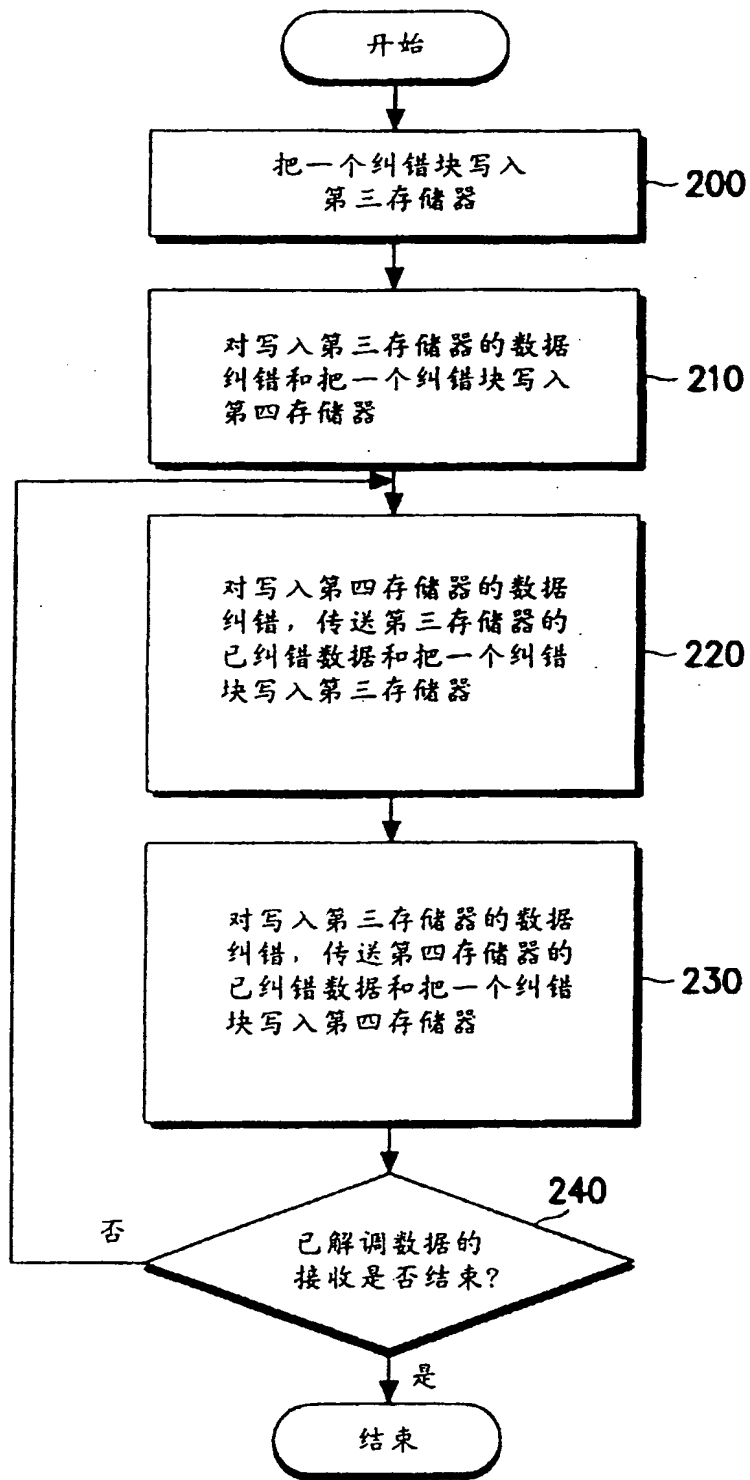 开始
把一个纠错块写入
第三存储器
200
对写入第三存储器的数据
纠错和把一个纠错块写入
第四存储器
210
对写入第四存储器的数据
纠错，传送第三存储器的
已纠错数据和把一个纠错
块写入第三存储器
220
对写入第三存储器的数据
纠错，传送第四存储器的
已纠错数据和把一个纠错
块写入第四存储器
230
240
否
已解调数据的
接收是否结束？
是
结束